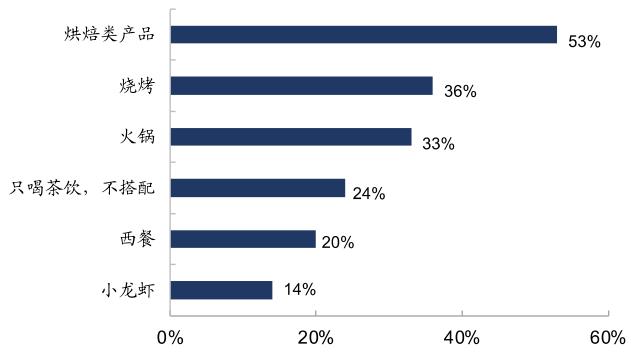 烘焙类产品 53%
烧烤 36%
火锅 33%
只喝茶饮，不搭配 24%
西餐 20%
小龙虾 14%
0% 20% 40% 60%